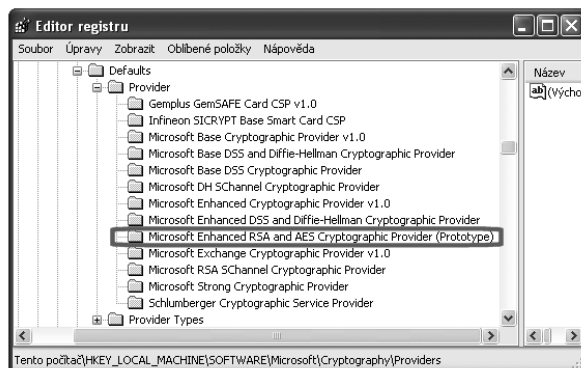 Editor registru
Soubor Úpravy Zobrazit Oblíbené položky Nápověda
Defaults
Provider
Gemplus GemSAFE Card CSP v1.0
Infineon SICRYPT Base Smart Card CSP
Microsoft Base Cryptographic Provider v1.0
Microsoft Base DSS and Diffie-Hellman Cryptographic Provider
Microsoft Base DSS Cryptographic Provider
Microsoft DH SChannel Cryptographic Provider
Microsoft Enhanced Cryptographic Provider v1.0
Microsoft Enhanced DSS and Diffie-Hellman Cryptographic Provider
Microsoft Enhanced RSA and AES Cryptographic Provider (Prototype)
Microsoft Exchange Cryptographic Provider v1.0
Microsoft RSA SChannel Cryptographic Provider
Microsoft Strong Cryptographic Provider
Schlumberger Cryptographic Service Provider
Provider Types
Název
ab (Výcho
Tento počítač\HKEY_LOCAL_MACHINE\SOFTWARE\Microsoft\Cryptography\Providers